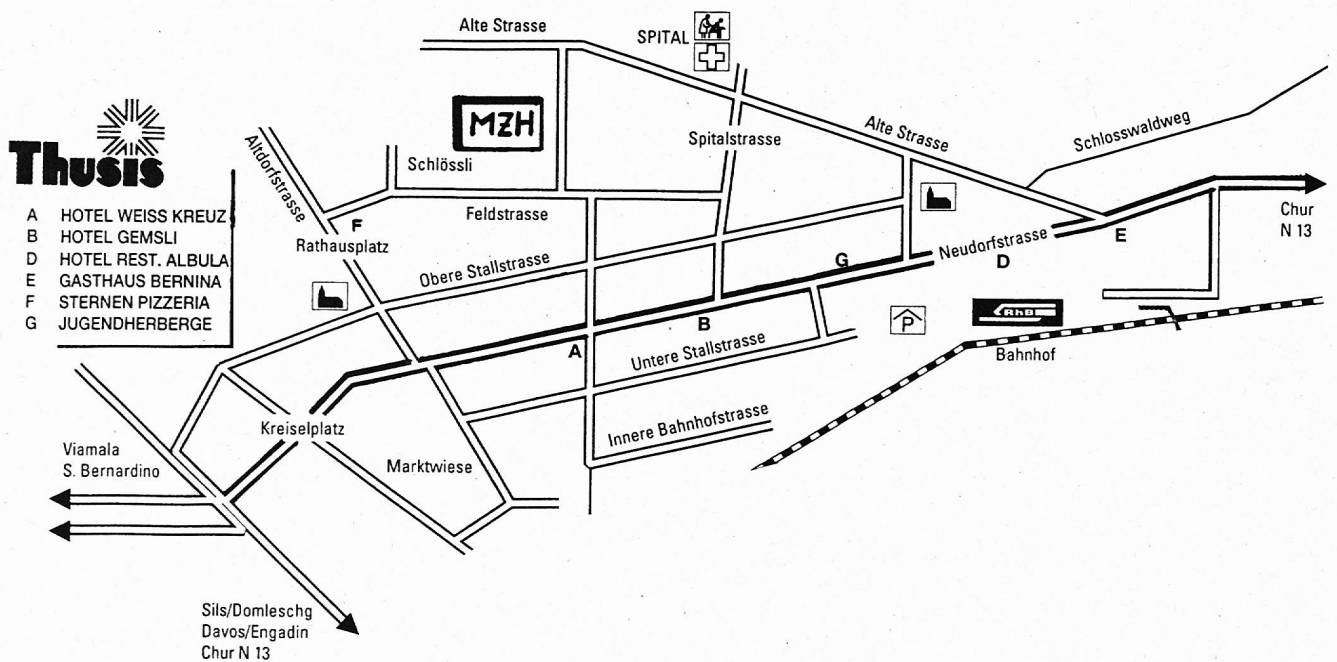 Thusis
A HOTEL WEISS KREUZ
B HOTEL GEMSLI
D HOTEL REST. ALBULA
E GASTHAUS BERNINA
F STERNEN PIZZERIA
G JUGENDHERBERGE
Alte Strasse
SPITAL
MZH
Spitalstrasse
Alte Strasse
Schlosswaldweg
Altdorfstrasse
Schlössli
F
Rathausplatz
Feldstrasse
Chur
N 13
E
Neudorfstrasse
D
Obere Stallstrasse
G
B
A
Untere Stallstrasse
P
RhB
Bahnhof
Innere Bahnhofstrasse
Kreiselplatz
Marktwiese
Viamala
S. Bernardino
Sils/Domleschg
Davos/Engadin
Chur N 13